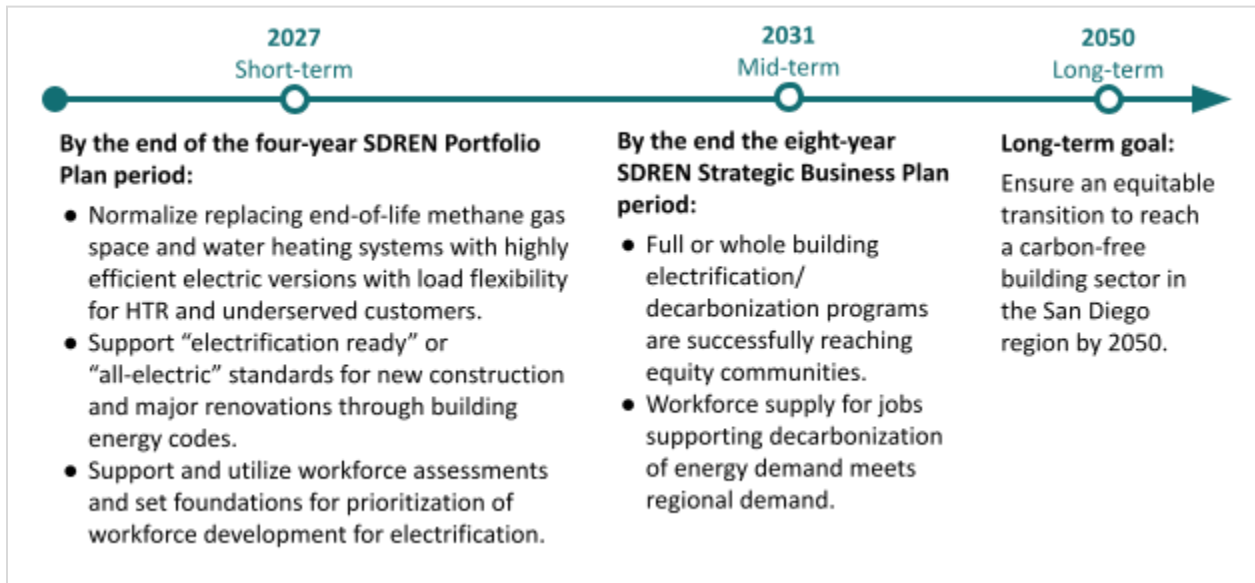 2027
Short-term
By the end of the four-year SDREN Portfolio
Plan period:
● Normalize replacing end-of-life methane gas
space and water heating systems with highly
efficient electric versions with load flexibility
for HTR and underserved customers.
● Support “electrification ready” or
“all-electric” standards for new construction
and major renovations through building
energy codes.
● Support and utilize workforce assessments
and set foundations for prioritization of
workforce development for electrification.
2031
Mid-term
By the end the eight-year
SDREN Strategic Business Plan
period:
● Full or whole building
electrification/
decarbonization programs
are successfully reaching
equity communities.
● Workforce supply for jobs
supporting decarbonization
of energy demand meets
regional demand.
2050
Long-term
Long-term goal:
Ensure an equitable
transition to reach
a carbon-free
building sector in
the San Diego
region by 2050.